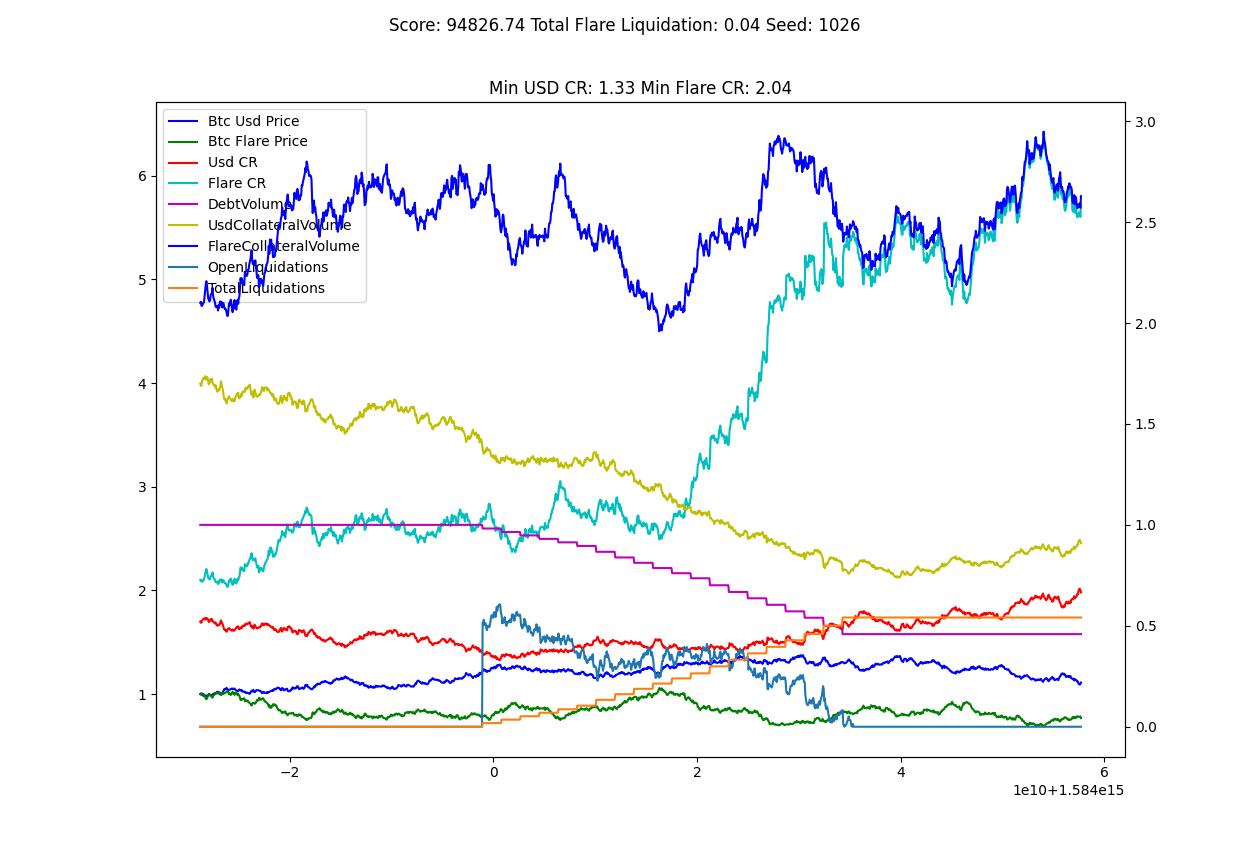 Score: 94826.74 Total Flare Liquidation: 0.04 Seed: 1026
Min USD CR: 1.33 Min Flare CR: 2.04
Btc Usd Price
Btc Flare Price
Usd CR
Flare CR
DebtVolume
UsdCollateralVolume
FlareCollateralVolume
OpenLiquidations
TotalLiquidations
6
5
4
3
2
1
3.0
2.5
2.0
1.5
1.0
0.5
0.0
−2
0
2
4
6
1e10+1.584e15